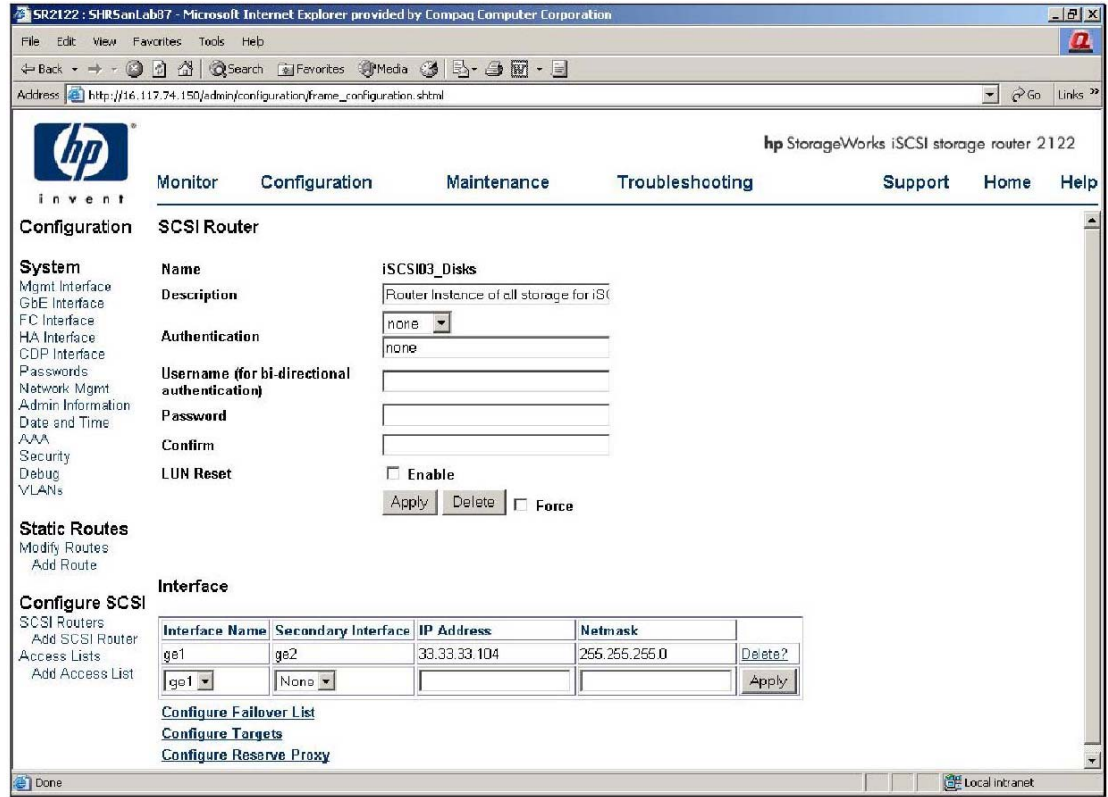 SR2122 : SHRSanLab87 - Microsoft Internet Explorer provided by Compaq Computer Corporation
File Edit View Favorites Tools Help
Back Search Favorites Media
Address http://16.117.74.150/admin/configuration/frame_configuration.shtml Go Links »
hp
invent
hp StorageWorks iSCSI storage router 2122
Monitor Configuration Maintenance Troubleshooting Support Home Help
Configuration
System
Mgmt Interface
GbE Interface
FC Interface
HA Interface
CDP Interface
Passwords
Network Mgmt
Admin Information
Date and Time
AAA
Security
Debug
VLANs
Static Routes
Modify Routes
Add Route
Configure SCSI
SCSI Routers
Add SCSI Router
Access Lists
Add Access List
SCSI Router
Name iSCSI03_Disks
Description Router Instance of all storage for iSC
Authentication none
none
Username (for bi-directional
authentication)
Password
Confirm
LUN Reset Enable
Apply Delete Force
Interface
Interface Name Secondary Interface IP Address Netmask
ge1 ge2 33.33.33.104 255.255.255.0 Delete?
ge1 None Apply
Configure Failover List
Configure Targets
Configure Reserve Proxy
Done Local intranet